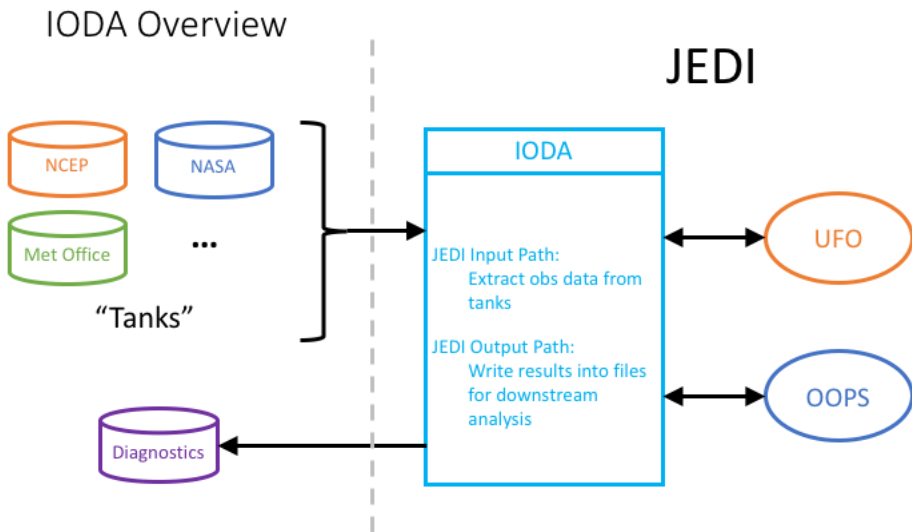 IODA Overview
JEDI
NCEP
NASA
Met Office
...
“Tanks”
Diagnostics
IODA
JEDI Input Path:
Extract obs data from
tanks
JEDI Output Path:
Write results into files
for downstream
analysis
UFO
OOPS